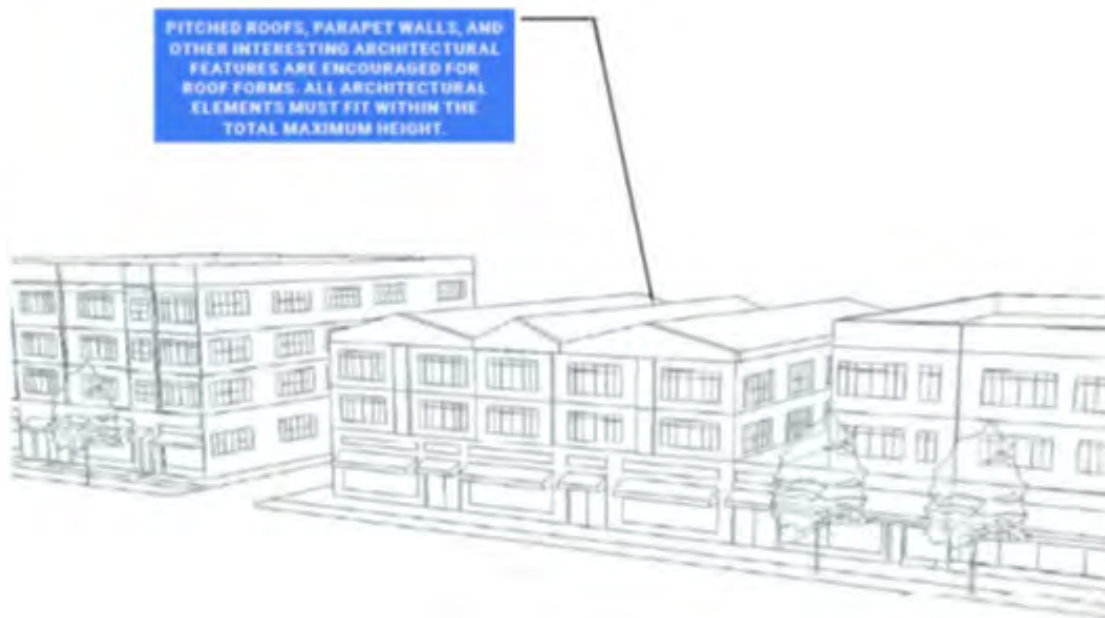 PITCHED ROOFS, PARAPET WALLS, AND
OTHER INTERESTING ARCHITECTURAL
FEATURES ARE ENCOURAGED FOR
ROOF FORMS. ALL ARCHITECTURAL
ELEMENTS MUST FIT WITHIN THE
TOTAL MAXIMUM HEIGHT.